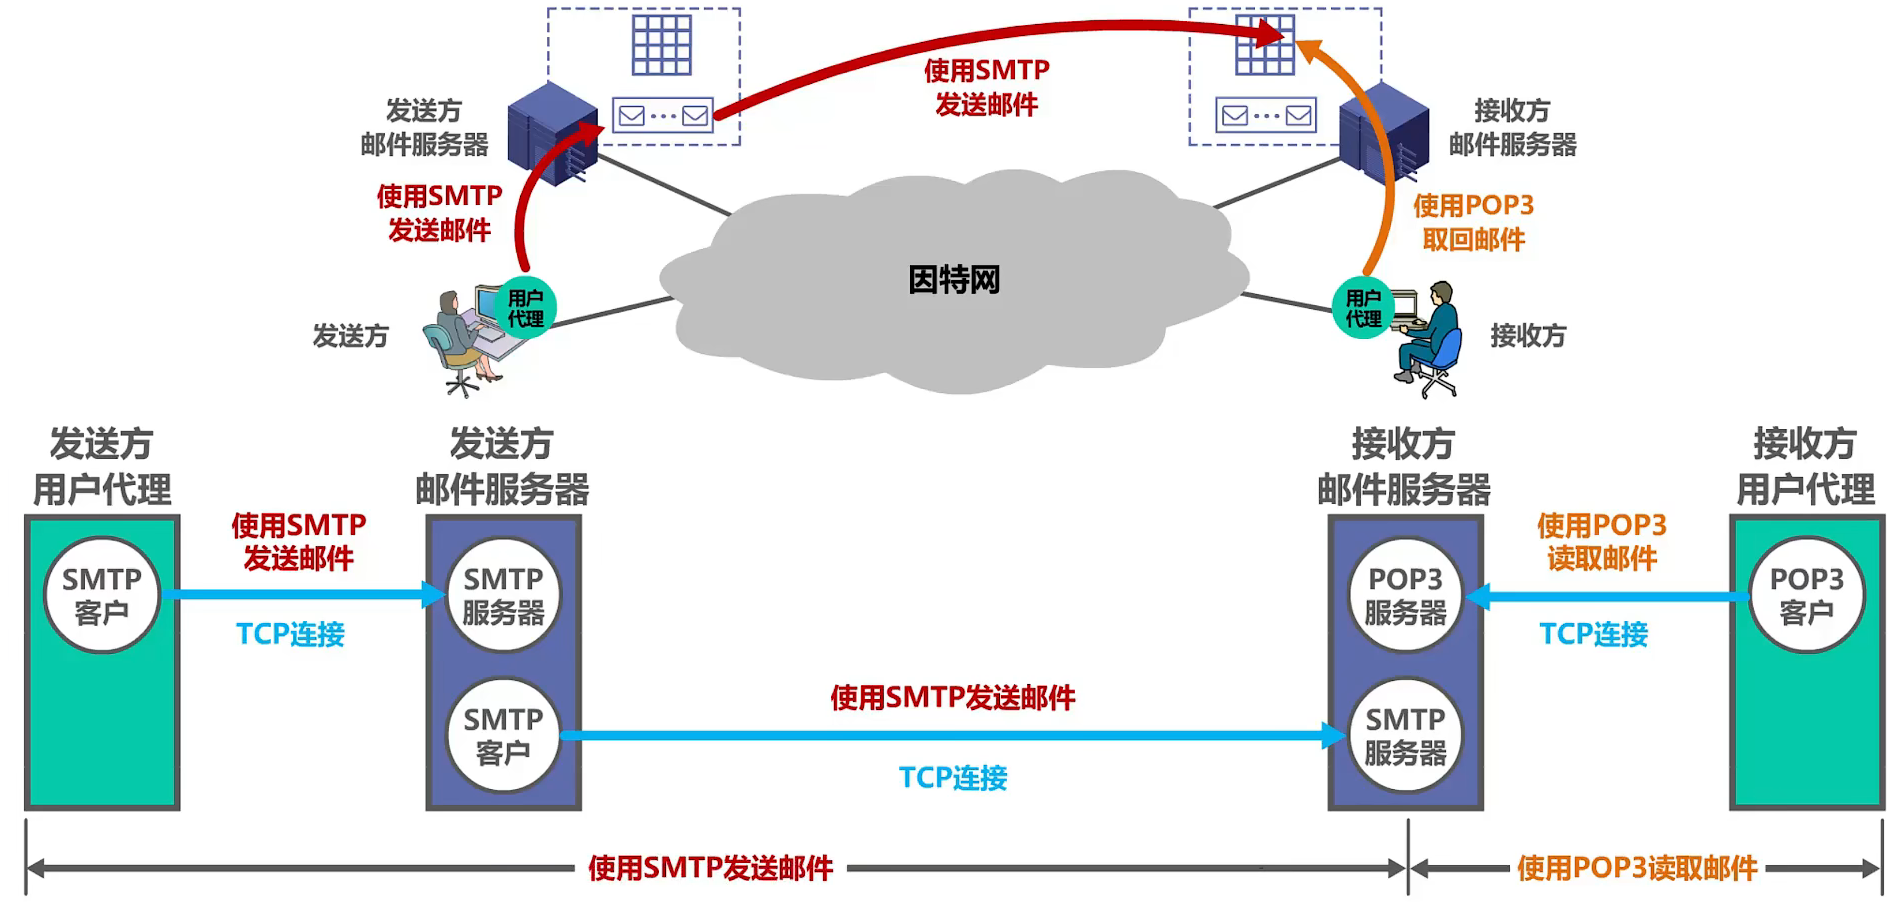 使用SMTP
发送邮件
发送方
邮件服务器
接收方
邮件服务器
使用SMTP
发送邮件
使用POP3
取回邮件
因特网
用户
代理
用户
代理
发送方
接收方
发送方
用户代理
发送方
邮件服务器
接收方
邮件服务器
接收方
用户代理
使用SMTP
发送邮件
使用POP3
读取邮件
SMTP
客户
SMTP
服务器
POP3
服务器
POP3
客户
TCP连接
TCP连接
使用SMTP发送邮件
SMTP
客户
SMTP
服务器
TCP连接
使用SMTP发送邮件
使用POP3读取邮件